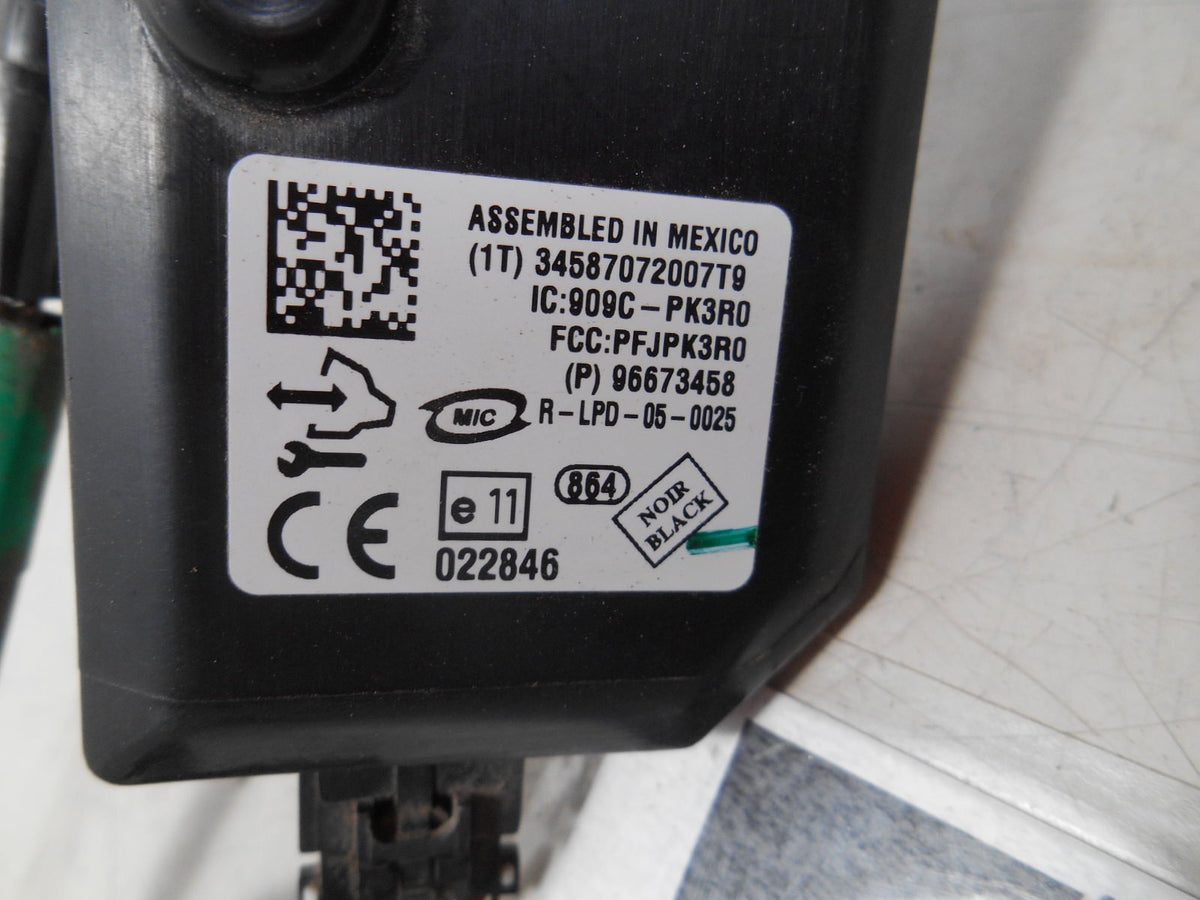 ASSEMBLED IN MEXICO
(1T) 34587072007T9
IC:909C-PK3R0
FCC:PFJPK3R0
(P) 96673458
MIC R-LPD-05-0025
864
NOIR
BLACK
CE
e 11
022846